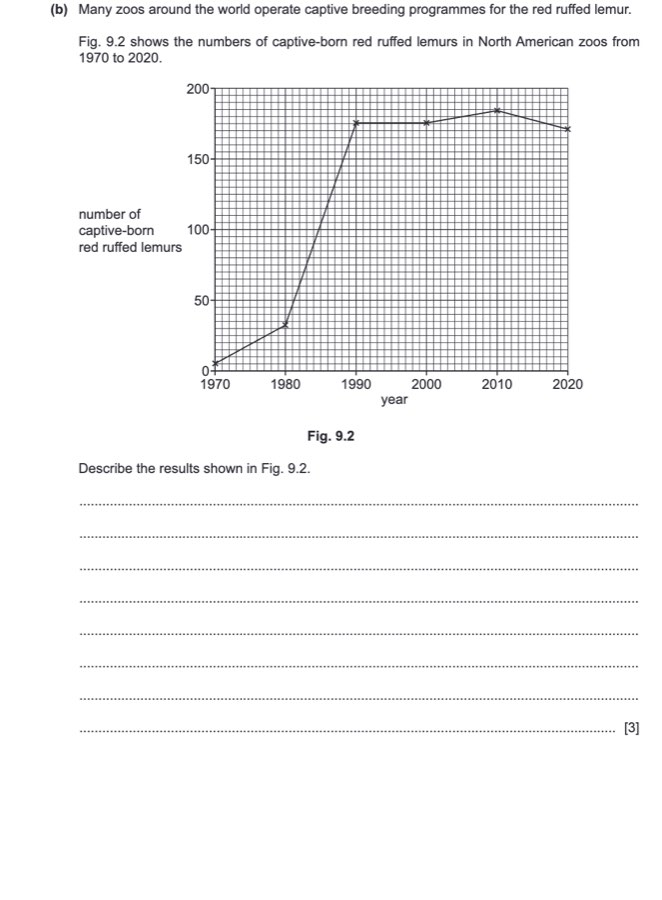 (b) Many zoos around the world operate captive breeding programmes for the red ruffed lemur.
Fig. 9.2 shows the numbers of captive-born red ruffed lemurs in North American zoos from
1970 to 2020.
200
150
number of
captive-born
red ruffed lemurs
100
50
0
1970 1980 1990 2000 2010 2020
year
Fig. 9.2
Describe the results shown in Fig. 9.2.
[3]